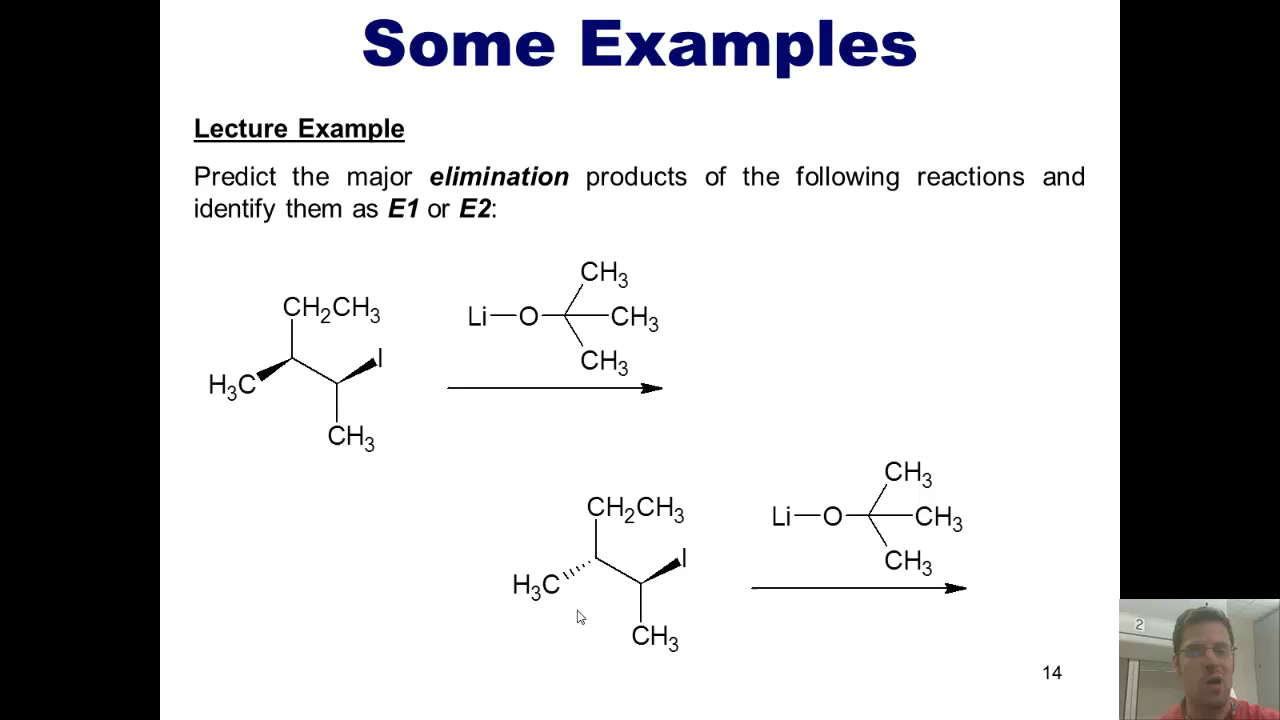 Some Examples
Lecture Example
Predict the major elimination products of the following reactions and
identify them as E1 or E2:
CH3
CH2CH3
Li O CH3
I
CH3
H3C
CH3
CH3
CH2CH3
Li O CH3
I
CH3
H3C
CH3
14
2